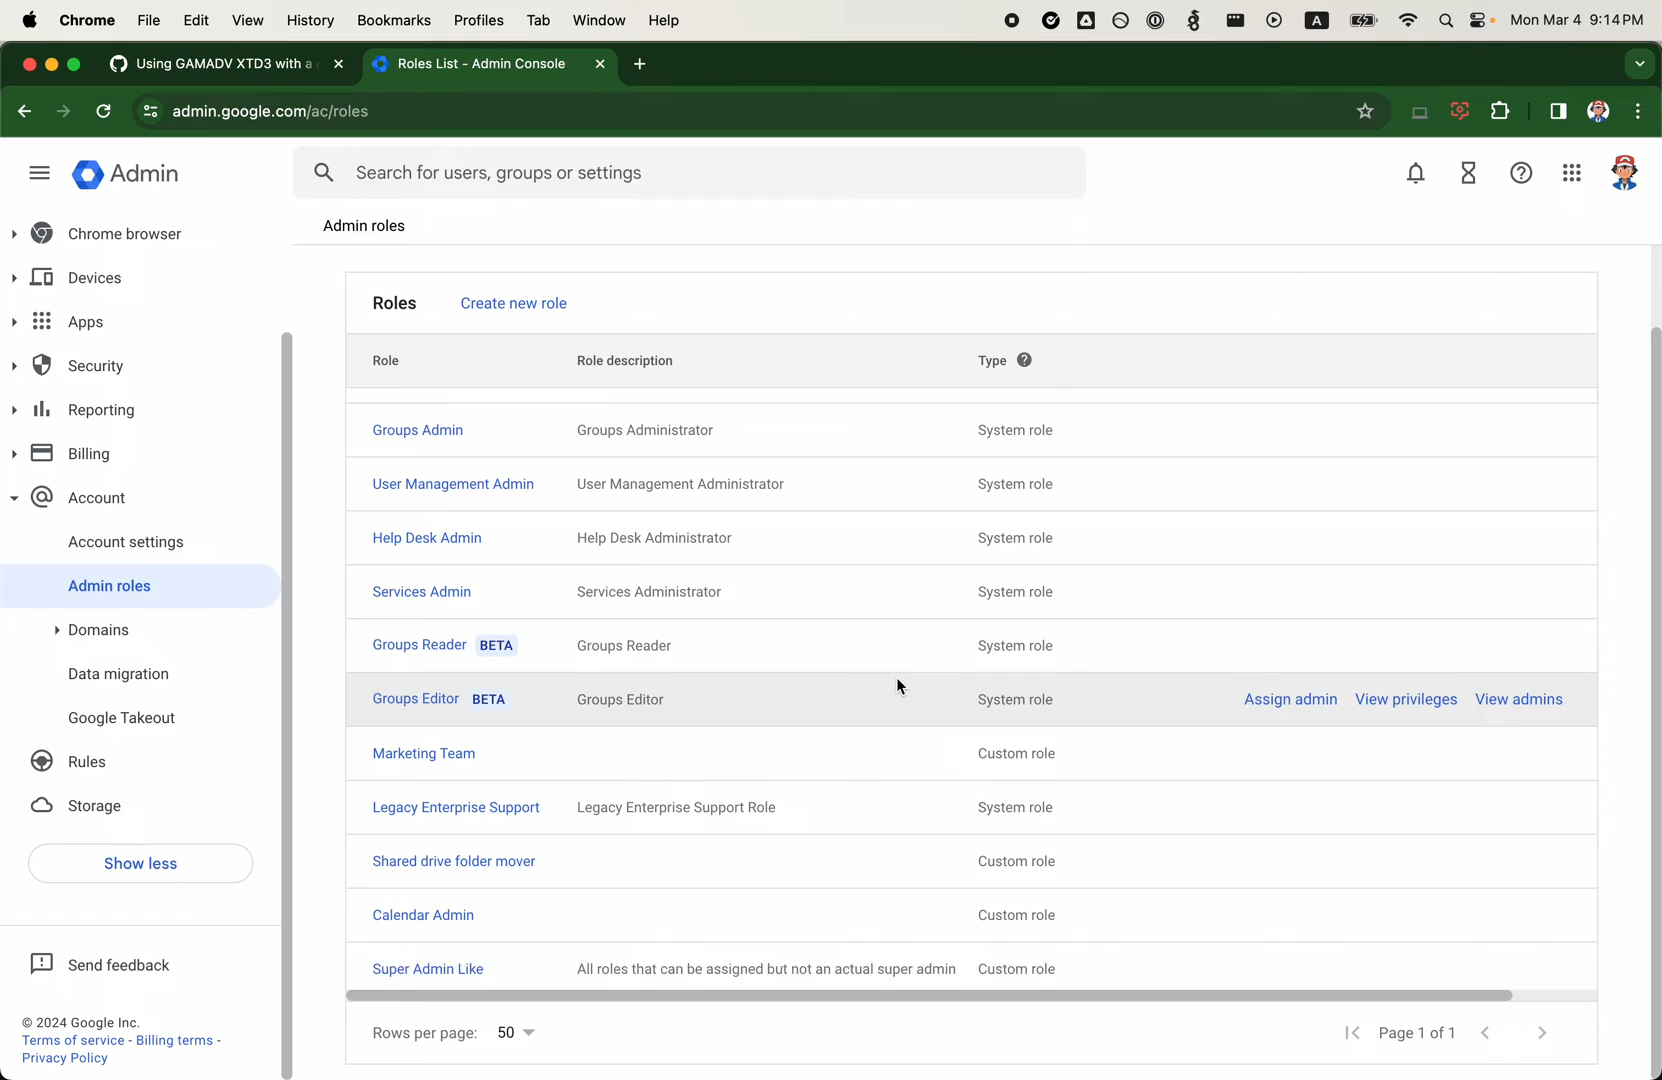 Chrome File Edit View History Bookmarks Profiles Tab Window Help A Mon Mar 4 9:14 PM
Using GAMADV XTD3 with a
Roles List - Admin Console
admin.google.com/ac/roles
Admin
Search for users, groups or settings
Admin roles
Chrome browser
Devices
Apps
Security
Reporting
Billing
Account
Account settings
Admin roles
Domains
Data migration
Google Takeout
Rules
Storage
Show less
Send feedback
© 2024 Google Inc.
Terms of service - Billing terms -
Privacy Policy
Roles Create new role
Role Role description Type
Groups Admin Groups Administrator System role
User Management Admin User Management Administrator System role
Help Desk Admin Help Desk Administrator System role
Services Admin Services Administrator System role
Groups Reader BETA Groups Reader System role
Groups Editor BETA Groups Editor System role Assign admin View privileges View admins
Marketing Team Custom role
Legacy Enterprise Support Legacy Enterprise Support Role System role
Shared drive folder mover Custom role
Calendar Admin Custom role
Super Admin Like All roles that can be assigned but not an actual super admin Custom role
Rows per page: 50 Page 1 of 1